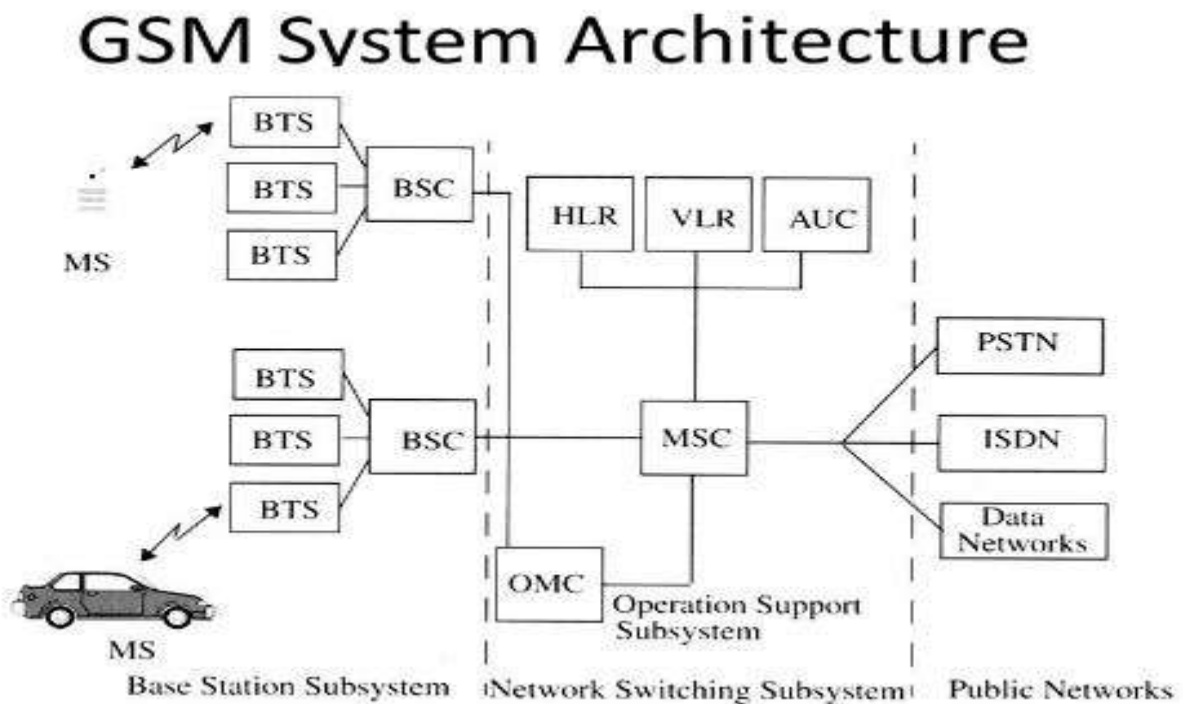 GSM System Architecture
BTS
BTS
BTS
BSC
MS
HLR
VLR
AUC
BTS
BTS
BTS
BSC
MSC
PSTN
ISDN
Data
Networks
OMC
Operation Support
Subsystem
MS
Base Station Subsystem
Network Switching Subsystem
Public Networks